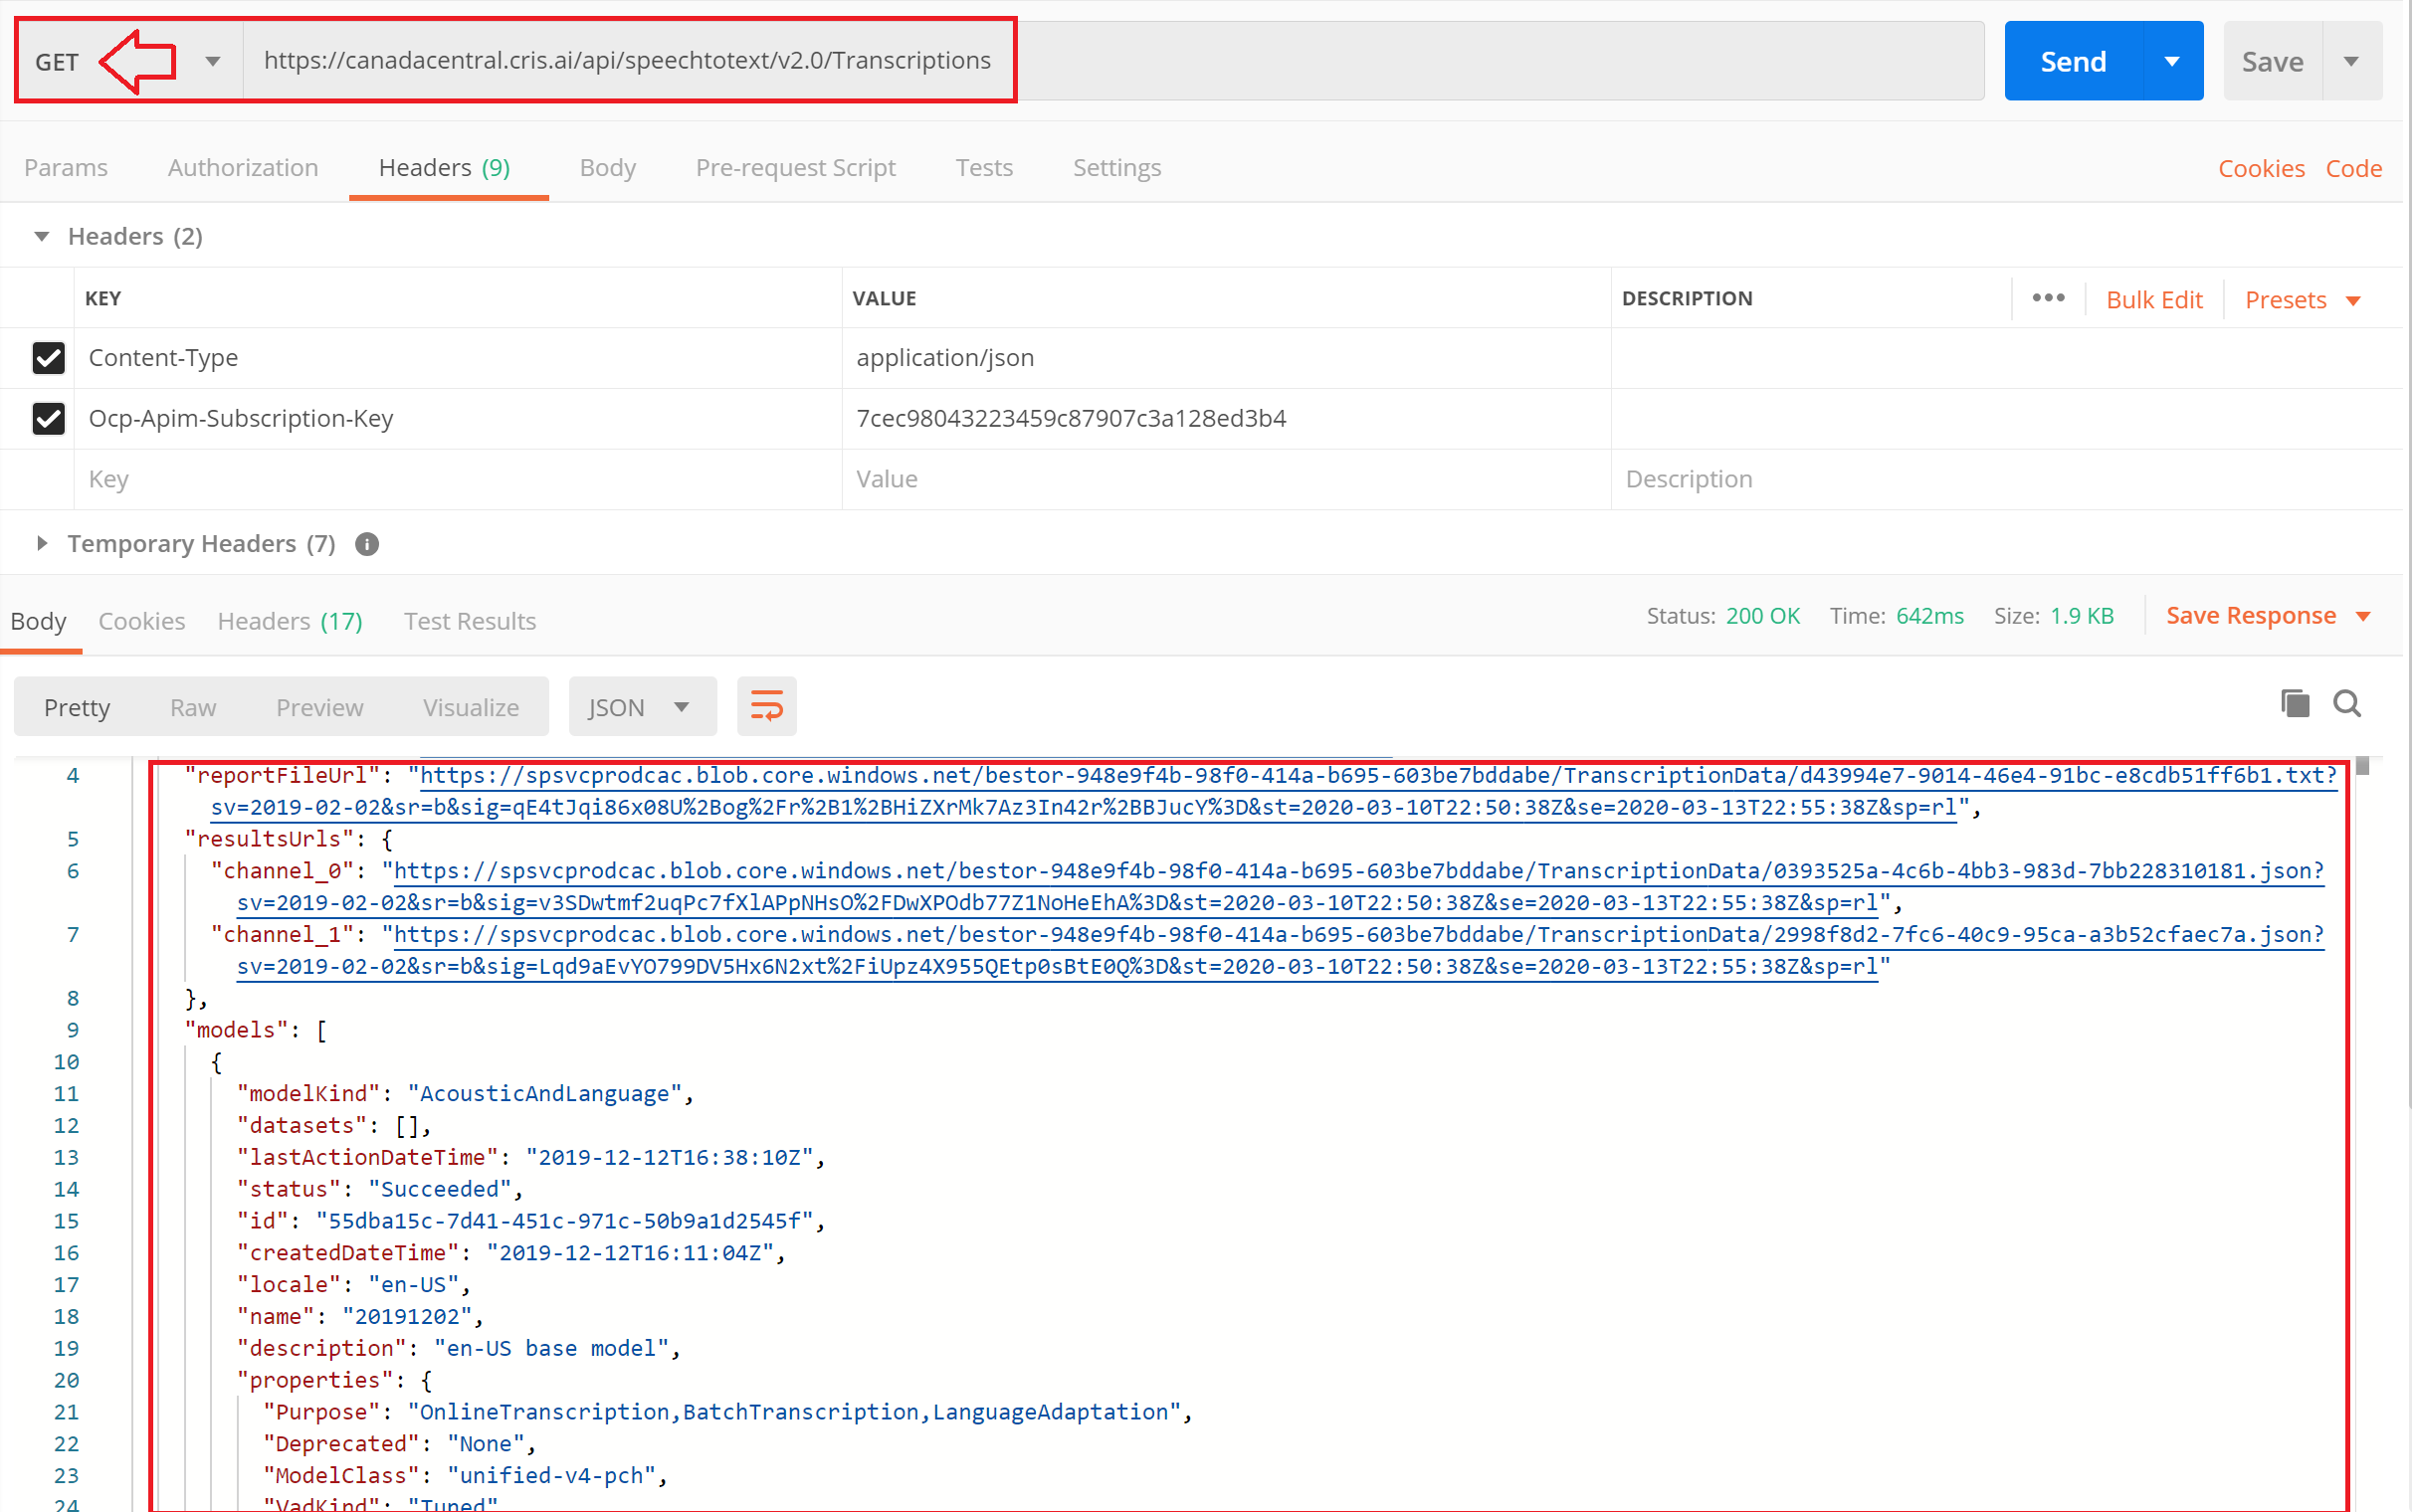 GET https://canadacentral.cris.ai/api/speechtotext/v2.0/Transcriptions Send Save
Params Authorization Headers (9) Body Pre-request Script Tests Settings Cookies Code
Headers (2)
KEY VALUE DESCRIPTION ••• Bulk Edit Presets
Content-Type application/json
Ocp-Apim-Subscription-Key 7cec98043223459c87907c3a128ed3b4
Key Value Description
Temporary Headers (7) i
Body Cookies Headers (17) Test Results Status: 200 OK Time: 642ms Size: 1.9 KB Save Response
Pretty Raw Preview Visualize JSON
4 "reportFileUrl": "https://spsvcprodcac.blob.core.windows.net/bestor-948e9f4b-98f0-414a-b695-603be7bddabe/TranscriptionData/d43994e7-9014-46e4-91bc-e8cdb51ff6b1.txt?
sv=2019-02-02&sr=b&sig=qE4tJqi86x08U%2Bog%2Fr%2B1%2BHiZXrMk7Az3In42r%2BBJucY%3D&st=2020-03-10T22:50:38Z&se=2020-03-13T22:55:38Z&sp=rl",
5 "resultsUrls": {
6 "channel_0": "https://spsvcprodcac.blob.core.windows.net/bestor-948e9f4b-98f0-414a-b695-603be7bddabe/TranscriptionData/0393525a-4c6b-4bb3-983d-7bb228310181.json?
sv=2019-02-02&sr=b&sig=v3SDwtmf2uqPc7fXlAPpNHsO%2FDwXPOdb77Z1NoHeEhA%3D&st=2020-03-10T22:50:38Z&se=2020-03-13T22:55:38Z&sp=rl",
7 "channel_1": "https://spsvcprodcac.blob.core.windows.net/bestor-948e9f4b-98f0-414a-b695-603be7bddabe/TranscriptionData/2998f8d2-7fc6-40c9-95ca-a3b52cfaec7a.json?
sv=2019-02-02&sr=b&sig=Lqd9aEvYO799DV5Hx6N2xt%2FiUpz4X955QEtp0sBtE0Q%3D&st=2020-03-10T22:50:38Z&se=2020-03-13T22:55:38Z&sp=rl"
8 },
9 "models": [
10 {
11 "modelKind": "AcousticAndLanguage",
12 "datasets": [],
13 "lastActionDateTime": "2019-12-12T16:38:10Z",
14 "status": "Succeeded",
15 "id": "55dba15c-7d41-451c-971c-50b9a1d2545f",
16 "createdDateTime": "2019-12-12T16:11:04Z",
17 "locale": "en-US",
18 "name": "20191202",
19 "description": "en-US base model",
20 "properties": {
21 "Purpose": "OnlineTranscription,BatchTranscription,LanguageAdaptation",
22 "Deprecated": "None",
23 "ModelClass": "unified-v4-pch",
24 "VadKind": "Tuned"